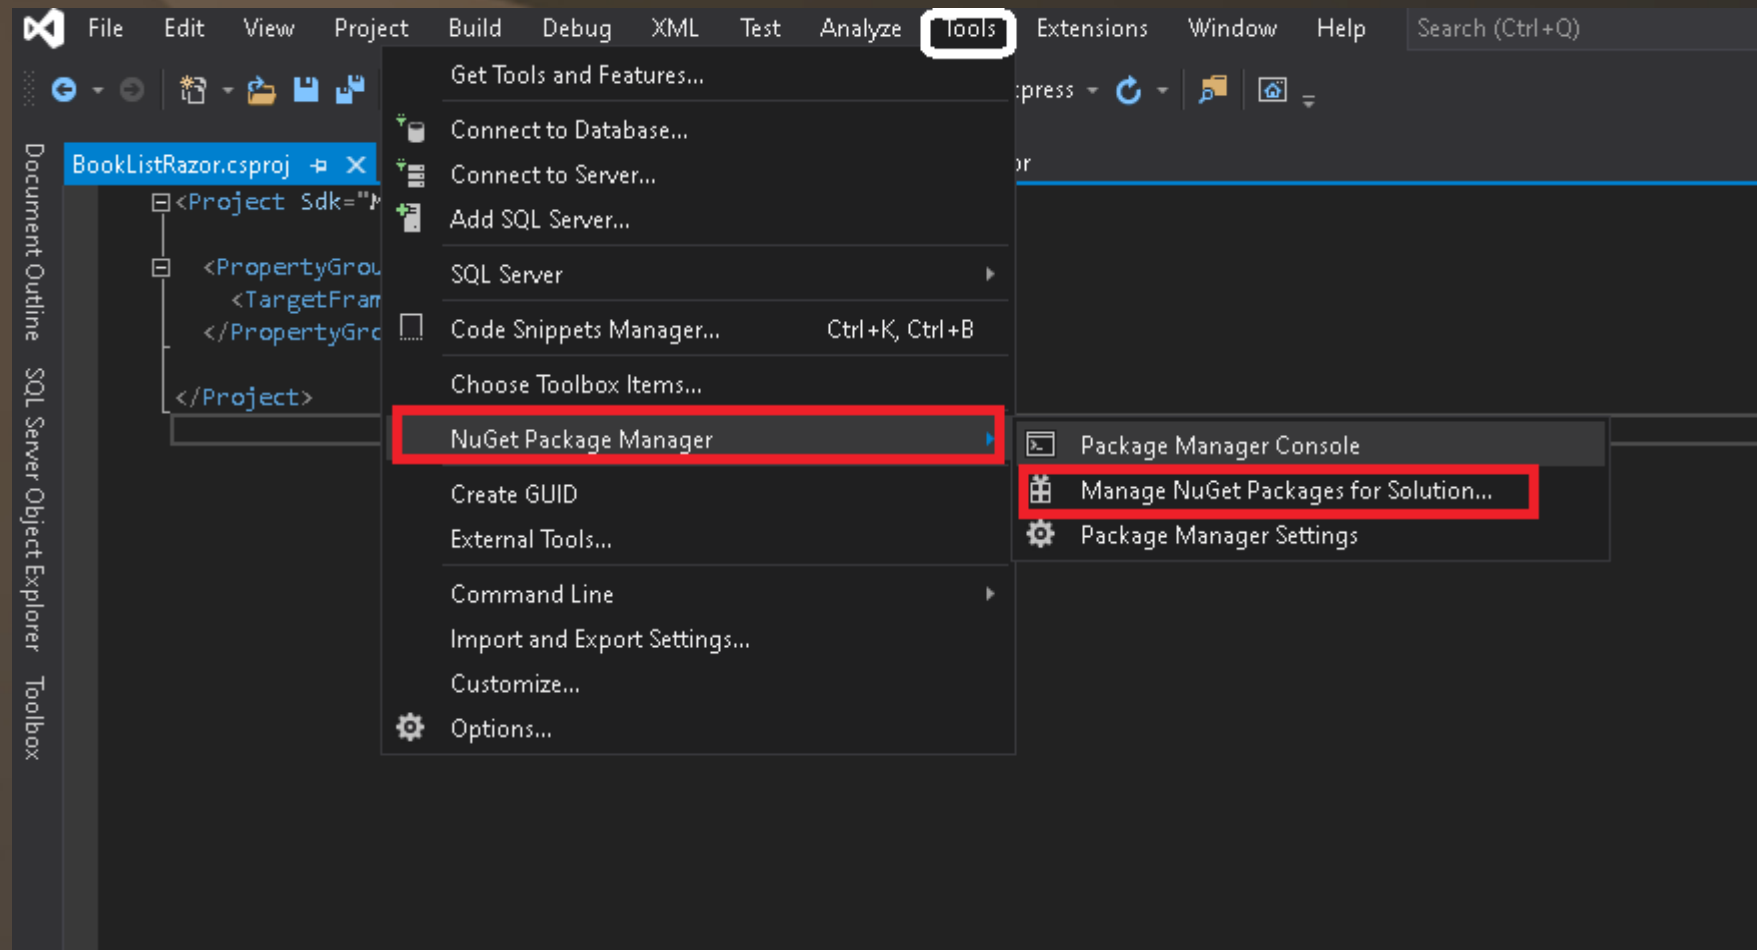 File Edit View Project Build Debug XML Test Analyze Tools Extensions Window Help Search (Ctrl+Q)
Get Tools and Features...
Connect to Database...
Connect to Server...
Add SQL Server...
SQL Server
Code Snippets Manager... Ctrl+K, Ctrl+B
Choose Toolbox Items...
NuGet Package Manager
Create GUID
External Tools...
Command Line
Import and Export Settings...
Customize...
Options...
Package Manager Console
Manage NuGet Packages for Solution...
Package Manager Settings
BookListRazor.csproj
<Project Sdk="
<PropertyGrou
<TargetFram
</PropertyGro
</Project>
Document Outline
SQL Server Object Explorer
Toolbox